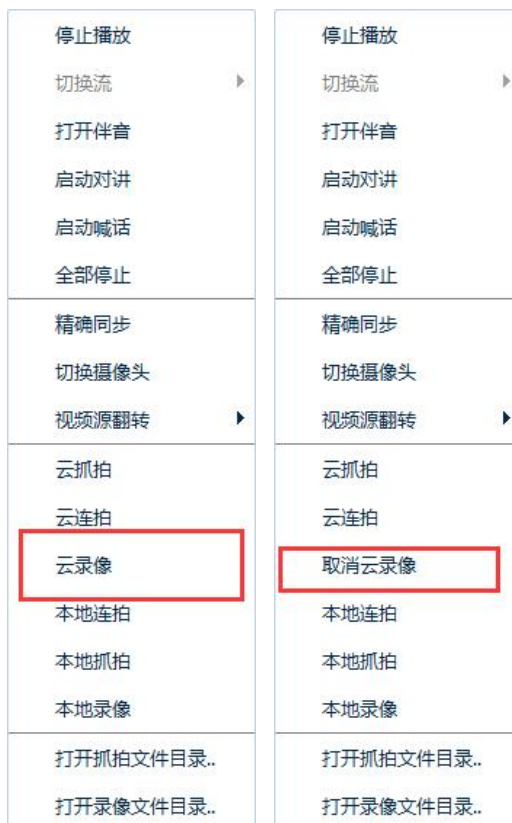 停止播放
切换流
打开伴音
启动对讲
启动喊话
全部停止
精确同步
切换摄像头
视频源翻转
云抓拍
云连拍
云录像
本地连拍
本地抓拍
本地录像
打开抓拍文件目录..
打开录像文件目录..
停止播放
切换流
打开伴音
启动对讲
启动喊话
全部停止
精确同步
切换摄像头
视频源翻转
云抓拍
云连拍
取消云录像
本地连拍
本地抓拍
本地录像
打开抓拍文件目录..
打开录像文件目录..